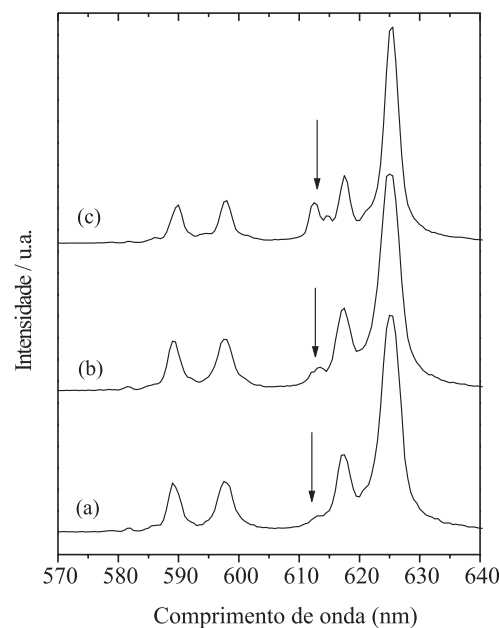 (c)
(b)
(a)
Intensidade / u.a.
570 580 590 600 610 620 630 640
Comprimento de onda (nm)